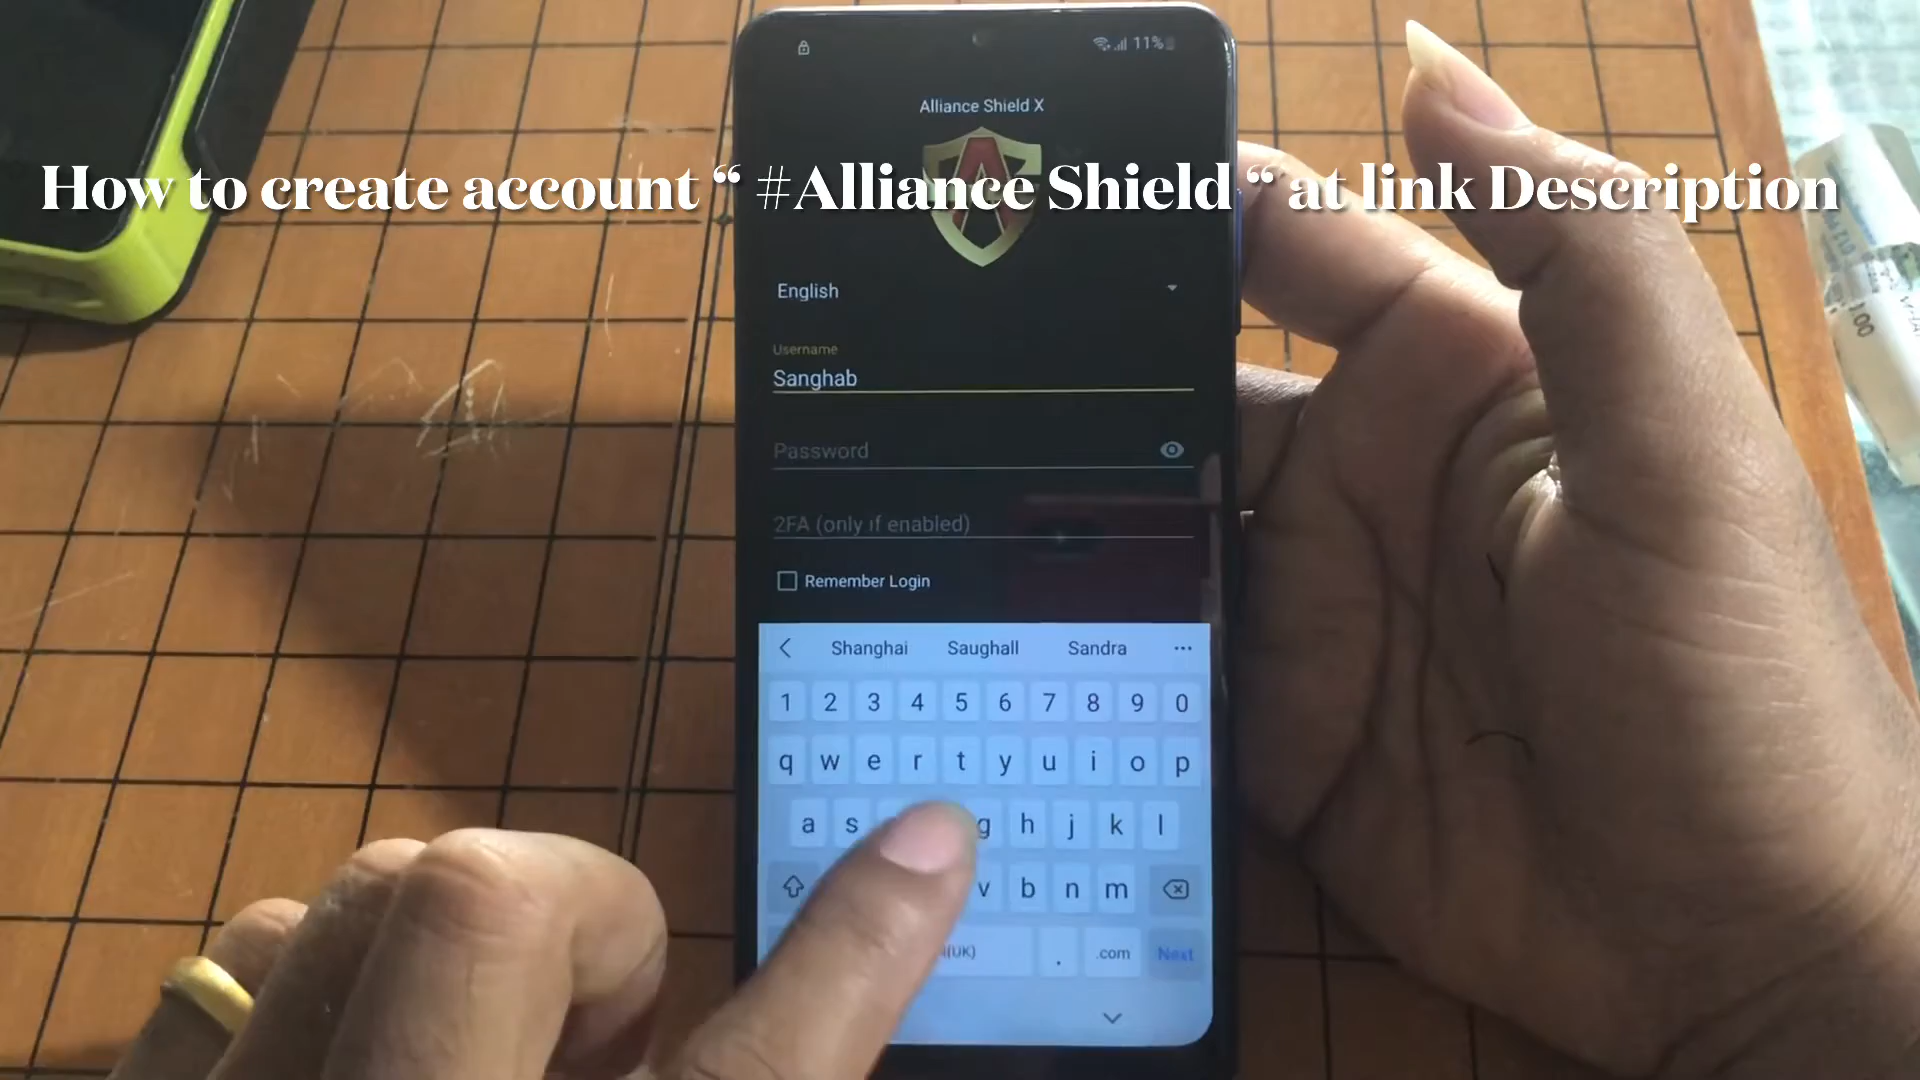 11%
Alliance Shield X
How to create account “ #Alliance Shield “ at link Description
English
Username
Sanghab
Password
2FA (only if enabled)
Remember Login
Shanghai Saughall Sandra ...
1 2 3 4 5 6 7 8 9 0
q w e r t y u i o p
a s g h j k l
v b n m
(UK) . .com Next